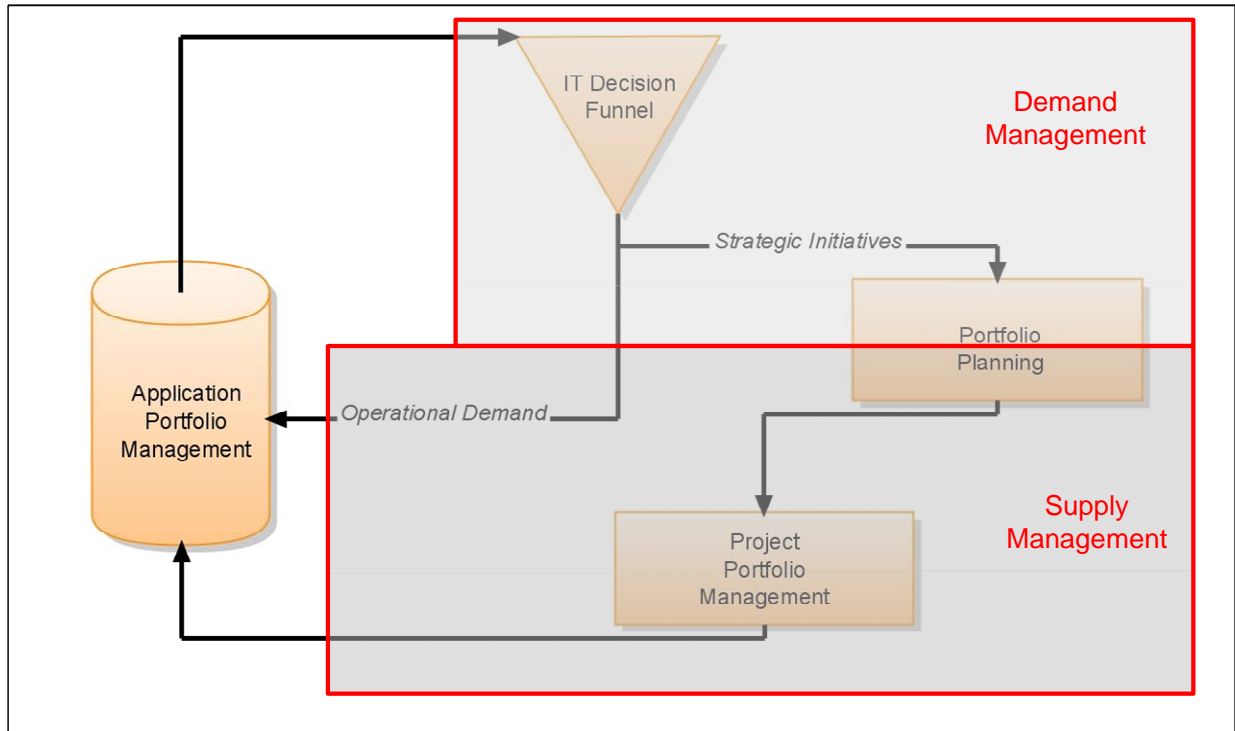 IT Decision
Funnel
Demand
Management
Strategic Initiatives
Portfolio
Planning
Application
Portfolio
Management
Operational Demand
Supply
Management
Project
Portfolio
Management